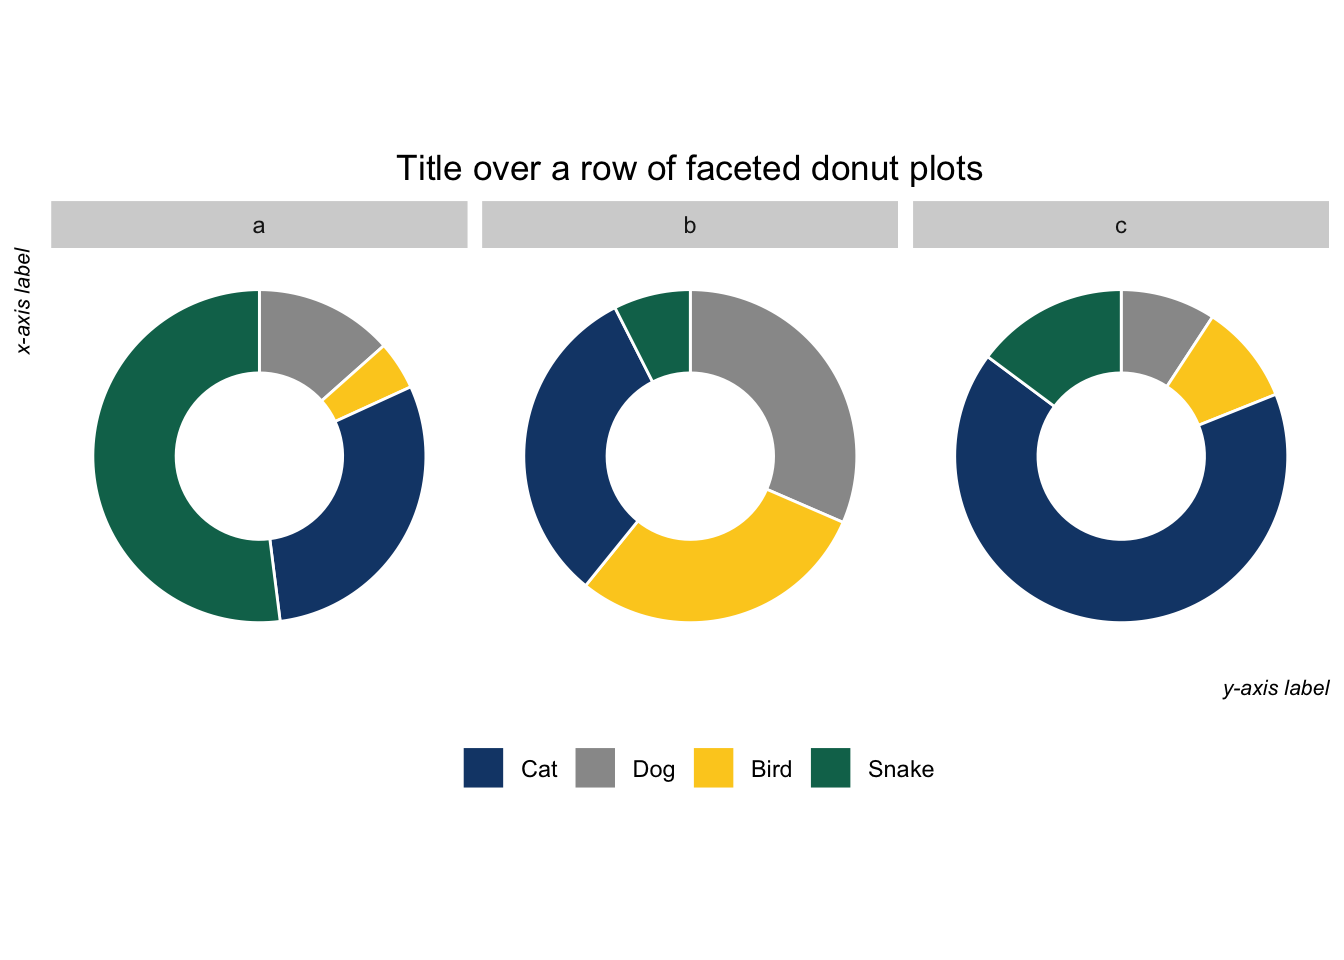 Title over a row of faceted donut plots
a
b
c
x-axis label
y-axis label
Cat
Dog
Bird
Snake